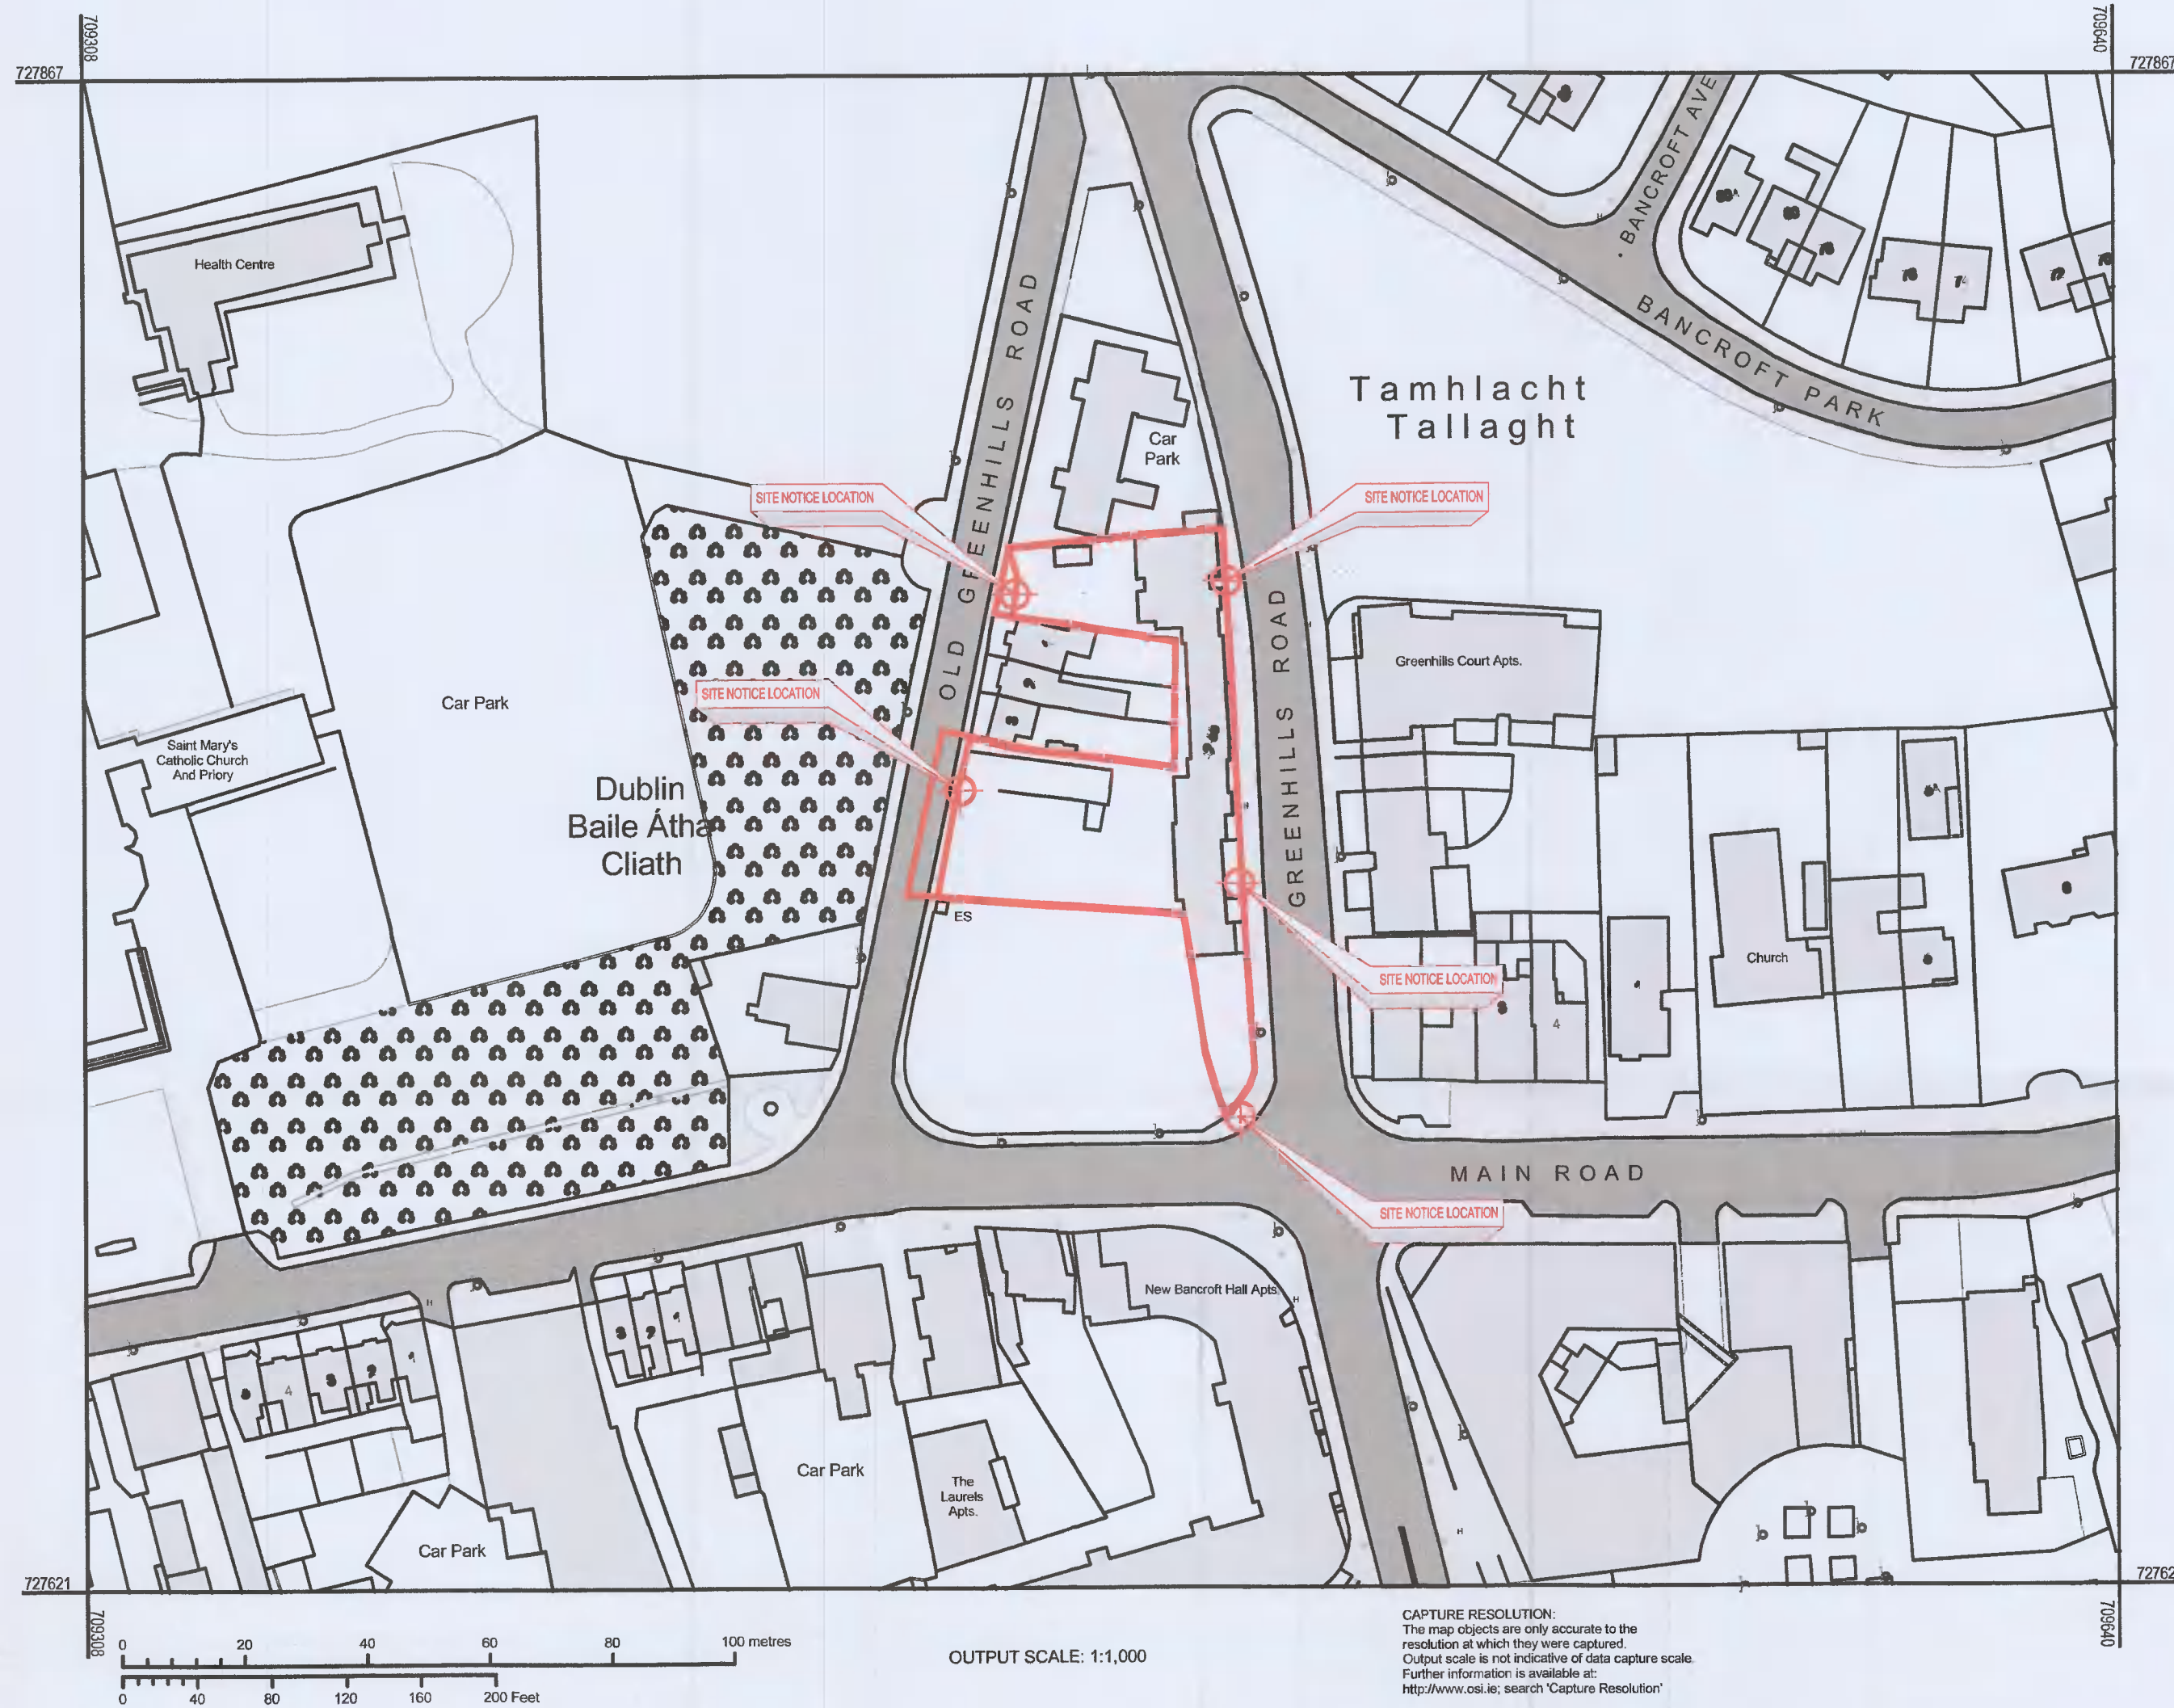 709308
709640
727867
727867
BANCROFT AVE
Health Centre
OLD GREENHILLS ROAD
BANCROFT PARK
Tamhlacht
Tallaght
Car
Park
SITE NOTICE LOCATION
SITE NOTICE LOCATION
GREENHILLS ROAD
Greenhills Court Apts.
SITE NOTICE LOCATION
Car Park
Saint Mary's
Catholic Church
And Priory
Dublin
Baile Átha
Cliath
ES
SITE NOTICE LOCATION
Church
4
MAIN ROAD
SITE NOTICE LOCATION
New Bancroft Hall Apts
H
4
Car Park
The
Laurels
Apts.
Car Park
H
727621
72762
709308
709640
0 20 40 60 80 100 metres
0 40 80 120 160 200 Feet
OUTPUT SCALE: 1:1,000
CAPTURE RESOLUTION:
The map objects are only accurate to the
resolution at which they were captured.
Output scale is not indicative of data capture scale.
Further information is available at:
http://www.osi.ie; search 'Capture Resolution'